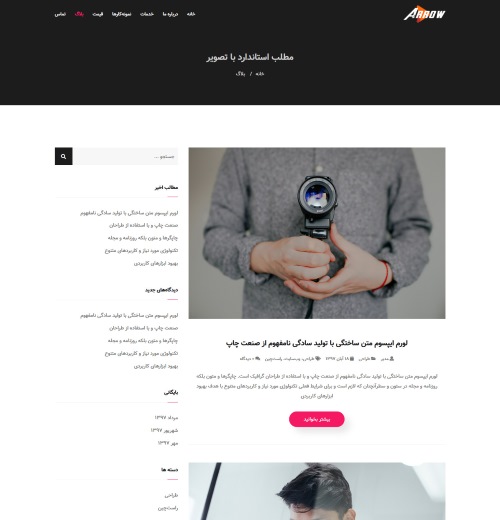 ARROW
خانه
درباره ما
خدمات
نمونه‌کارها
قیمت
بلاگ
تماس
مطلب استاندارد با تصویر
خانه / بلاگ
لورم ایپسوم متن ساختگی با تولید سادگی نامفهوم از صنعت چاپ
مدیر
طراحی
۱۸ آبان ۱۳۹۷
طراحی، وبسایت، راست‌چین
۰ دیدگاه
لورم ایپسوم متن ساختگی با تولید سادگی نامفهوم از صنعت چاپ و با استفاده از طراحان گرافیک است. چاپگرها و متون بلکه
روزنامه و مجله در ستون و سطرآنچنان که لازم است و برای شرایط فعلی تکنولوژی مورد نیاز و کاربردهای متنوع با هدف بهبود
ابزارهای کاربردی
بیشتر بخوانید
جستجو ...
مطالب اخیر
لورم ایپسوم متن ساختگی با تولید سادگی نامفهوم
صنعت چاپ و با استفاده از طراحان
چاپگرها و متون بلکه روزنامه و مجله
تکنولوژی مورد نیاز و کاربردهای متنوع
بهبود ابزارهای کاربردی
دیدگاه‌های جدید
لورم ایپسوم متن ساختگی با تولید سادگی نامفهوم
صنعت چاپ و با استفاده از طراحان
چاپگرها و متون بلکه روزنامه و مجله
تکنولوژی مورد نیاز و کاربردهای متنوع
بهبود ابزارهای کاربردی
بایگانی
مرداد ۱۳۹۷
شهریور ۱۳۹۷
مهر ۱۳۹۷
دسته ها
طراحی
راست‌چین